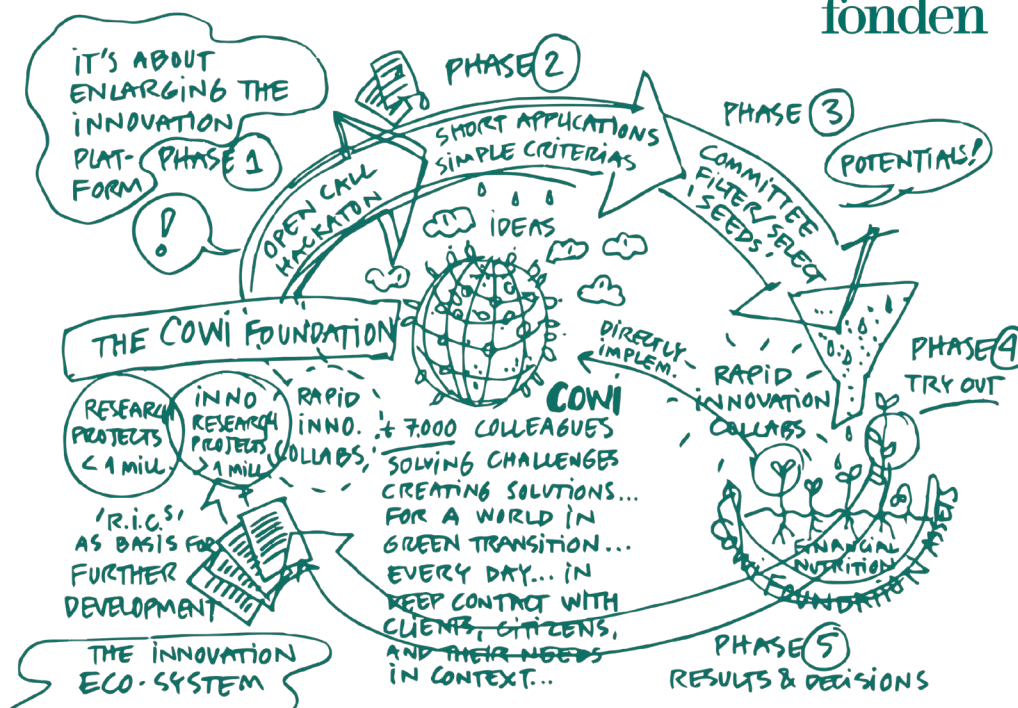 fonden
IT'S ABOUT
ENLARGING THE
INNOVATION
PLAT-
FORM
PHASE 1
!
OPEN CALL
HACKATON
PHASE 2
SHORT APPLICATIONS
SIMPLE CRITERIAS
PHASE 3
COMMITTEE
FILTER/SELECT
SEEDS.
POTENTIALS!
IDEAS
THE COWI FOUNDATION
RESEARCH
PROJECTS
< 1 MILL.
INNO
RESEARCH
PROJECTS
> 1 MILL
RAPID
INNO.
COLLABS,
'R.I.C.S'
AS BASIS FOR
FURTHER
DEVELOPMENT
THE INNOVATION
ECO-SYSTEM
COWI
+ 7.000 COLLEAGUES
SOLVING CHALLENGES
CREATING SOLUTIONS...
FOR A WORLD IN
GREEN TRANSITION...
EVERY DAY... IN
KEEP CONTACT WITH
CLIENTS, CITIZENS,
AND THEIR NEEDS
IN CONTEXT...
DIRECTLY
IMPLEM.
RAPID
INNOVATION
COLLABS
PHASE 4
TRY OUT
FINANCIAL
NUTRITION
COWI FOUNDATION
PHASE 5
RESULTS & DECISIONS